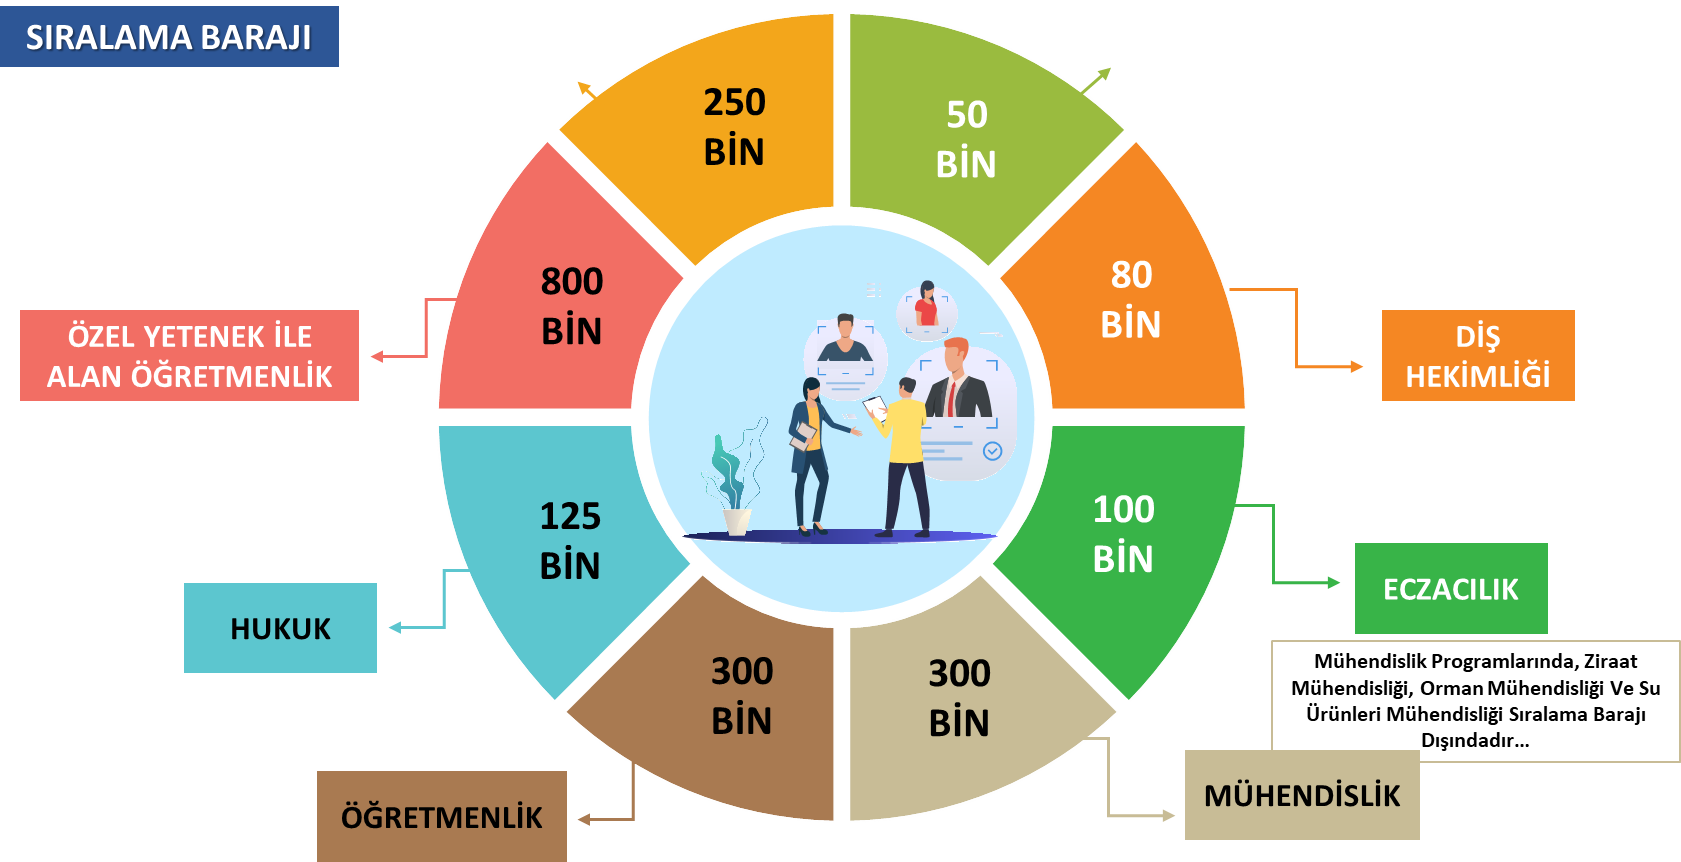 SIRALAMA BARAJI
250
BİN
50
BİN
800
BİN
80
BİN
ÖZEL YETENEK İLE
ALAN ÖĞRETMENLİK
DİŞ
HEKİMLİĞİ
125
BİN
100
BİN
HUKUK
ECZACILIK
300
BİN
300
BİN
Mühendislik Programlarında, Ziraat
Mühendisliği, Orman Mühendisliği Ve Su
Ürünleri Mühendisliği Sıralama Barajı
Dışındadır...
ÖĞRETMENLİK
MÜHENDİSLİK